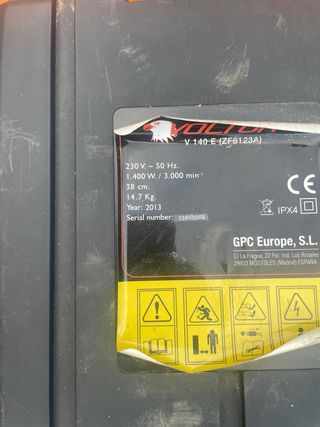 VOLTOR
V 140 E (ZF6123A)
230 V. ~ 50 Hz.
1.400 W. / 3.000 min⁻¹
38 cm.
14.7 Kg.
Year: 2013
Serial number:
CE
IPX4
GPC Europe, S.L.
C/ La Fragua, 22 Pol. Ind. Los Rosales
28933 MOSTOLES (Madrid) ESPAÑA